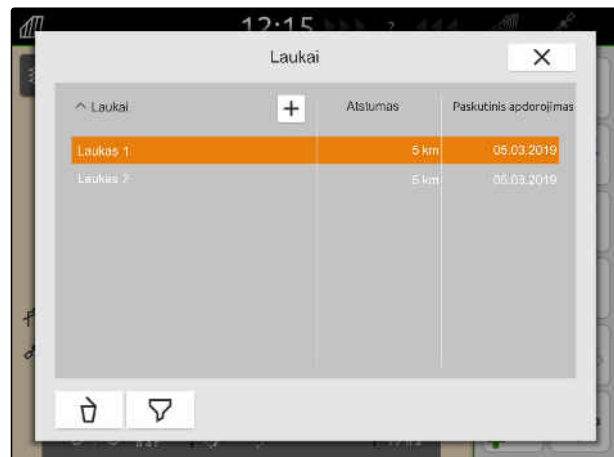 12:15
Laukai
^ Laukai + Atstumas Paskutinis apdorojimas
Laukas 1 5 km 05.03.2019
Laukas 2 5 km 05.03.2019